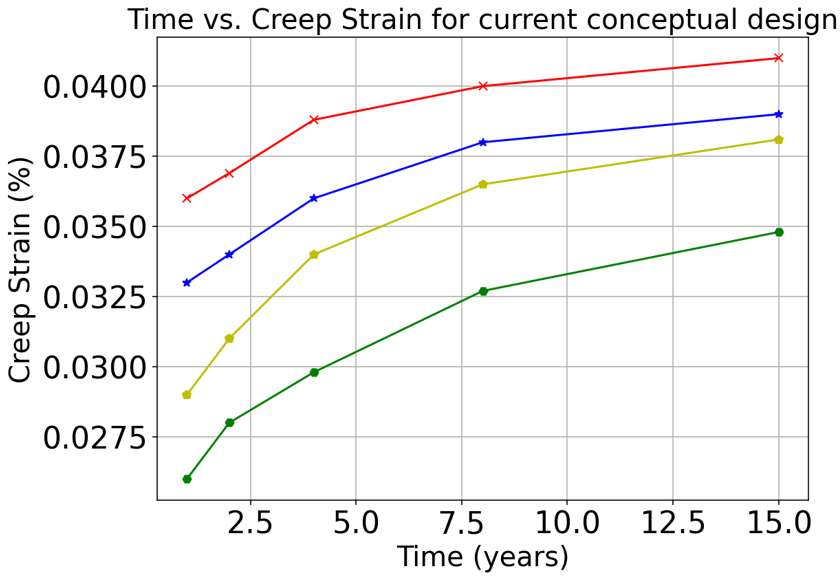 Time vs. Creep Strain for current conceptual design
0.0400
0.0375
0.0350
0.0325
0.0300
0.0275
Creep Strain (%)
2.5 5.0 7.5 10.0 12.5 15.0
Time (years)